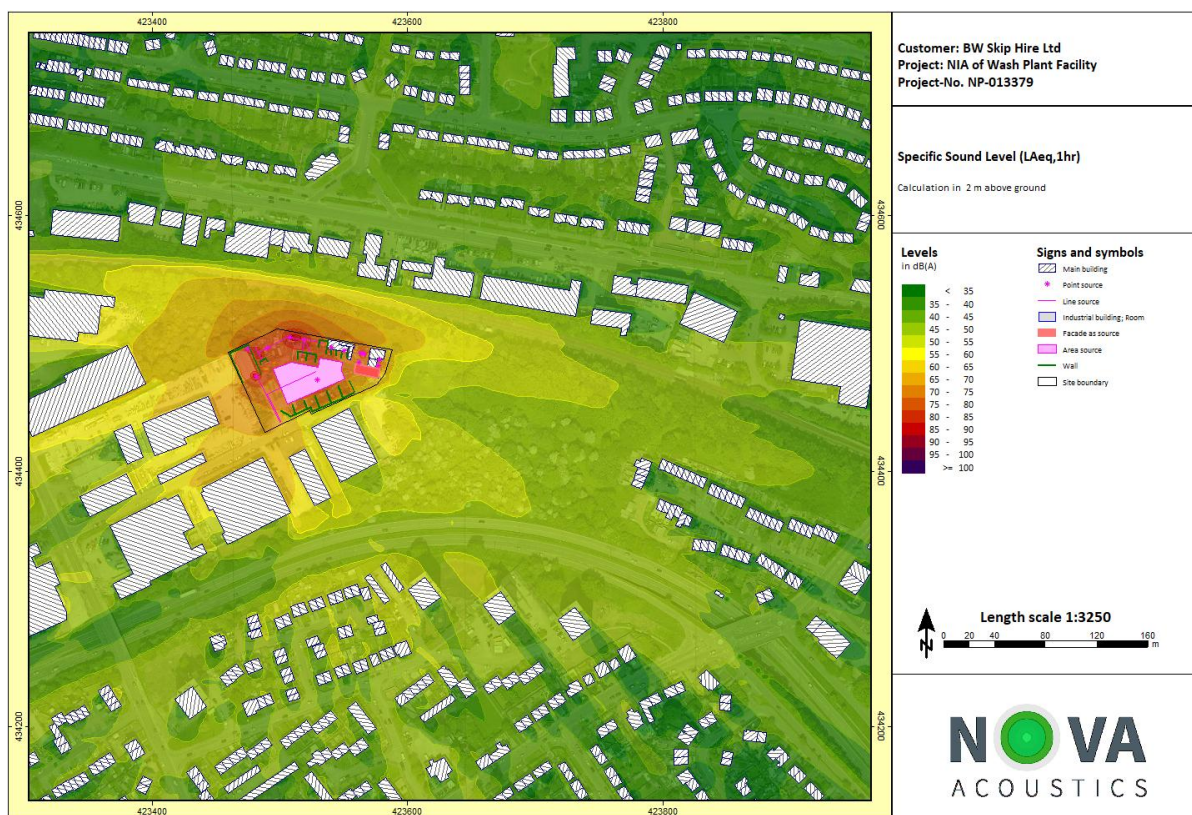 423400 423600 423800
434600 434600
434400 434400
434200 434200
423400 423600 423800
Customer: BW Skip Hire Ltd
Project: NIA of Wash Plant Facility
Project-No. NP-013379
Specific Sound Level (LAeq,1hr)
Calculation in 2 m above ground
Levels
in dB(A)
< 35
35 - 40
40 - 45
45 - 50
50 - 55
55 - 60
60 - 65
65 - 70
70 - 75
75 - 80
80 - 85
85 - 90
90 - 95
95 - 100
>= 100
Signs and symbols
Main building
Point source
Line source
Industrial building; Room
Facade as source
Area source
Wall
Site boundary
N
Length scale 1:3250
0 20 40 80 120 160
m
NOVA
ACOUSTICS